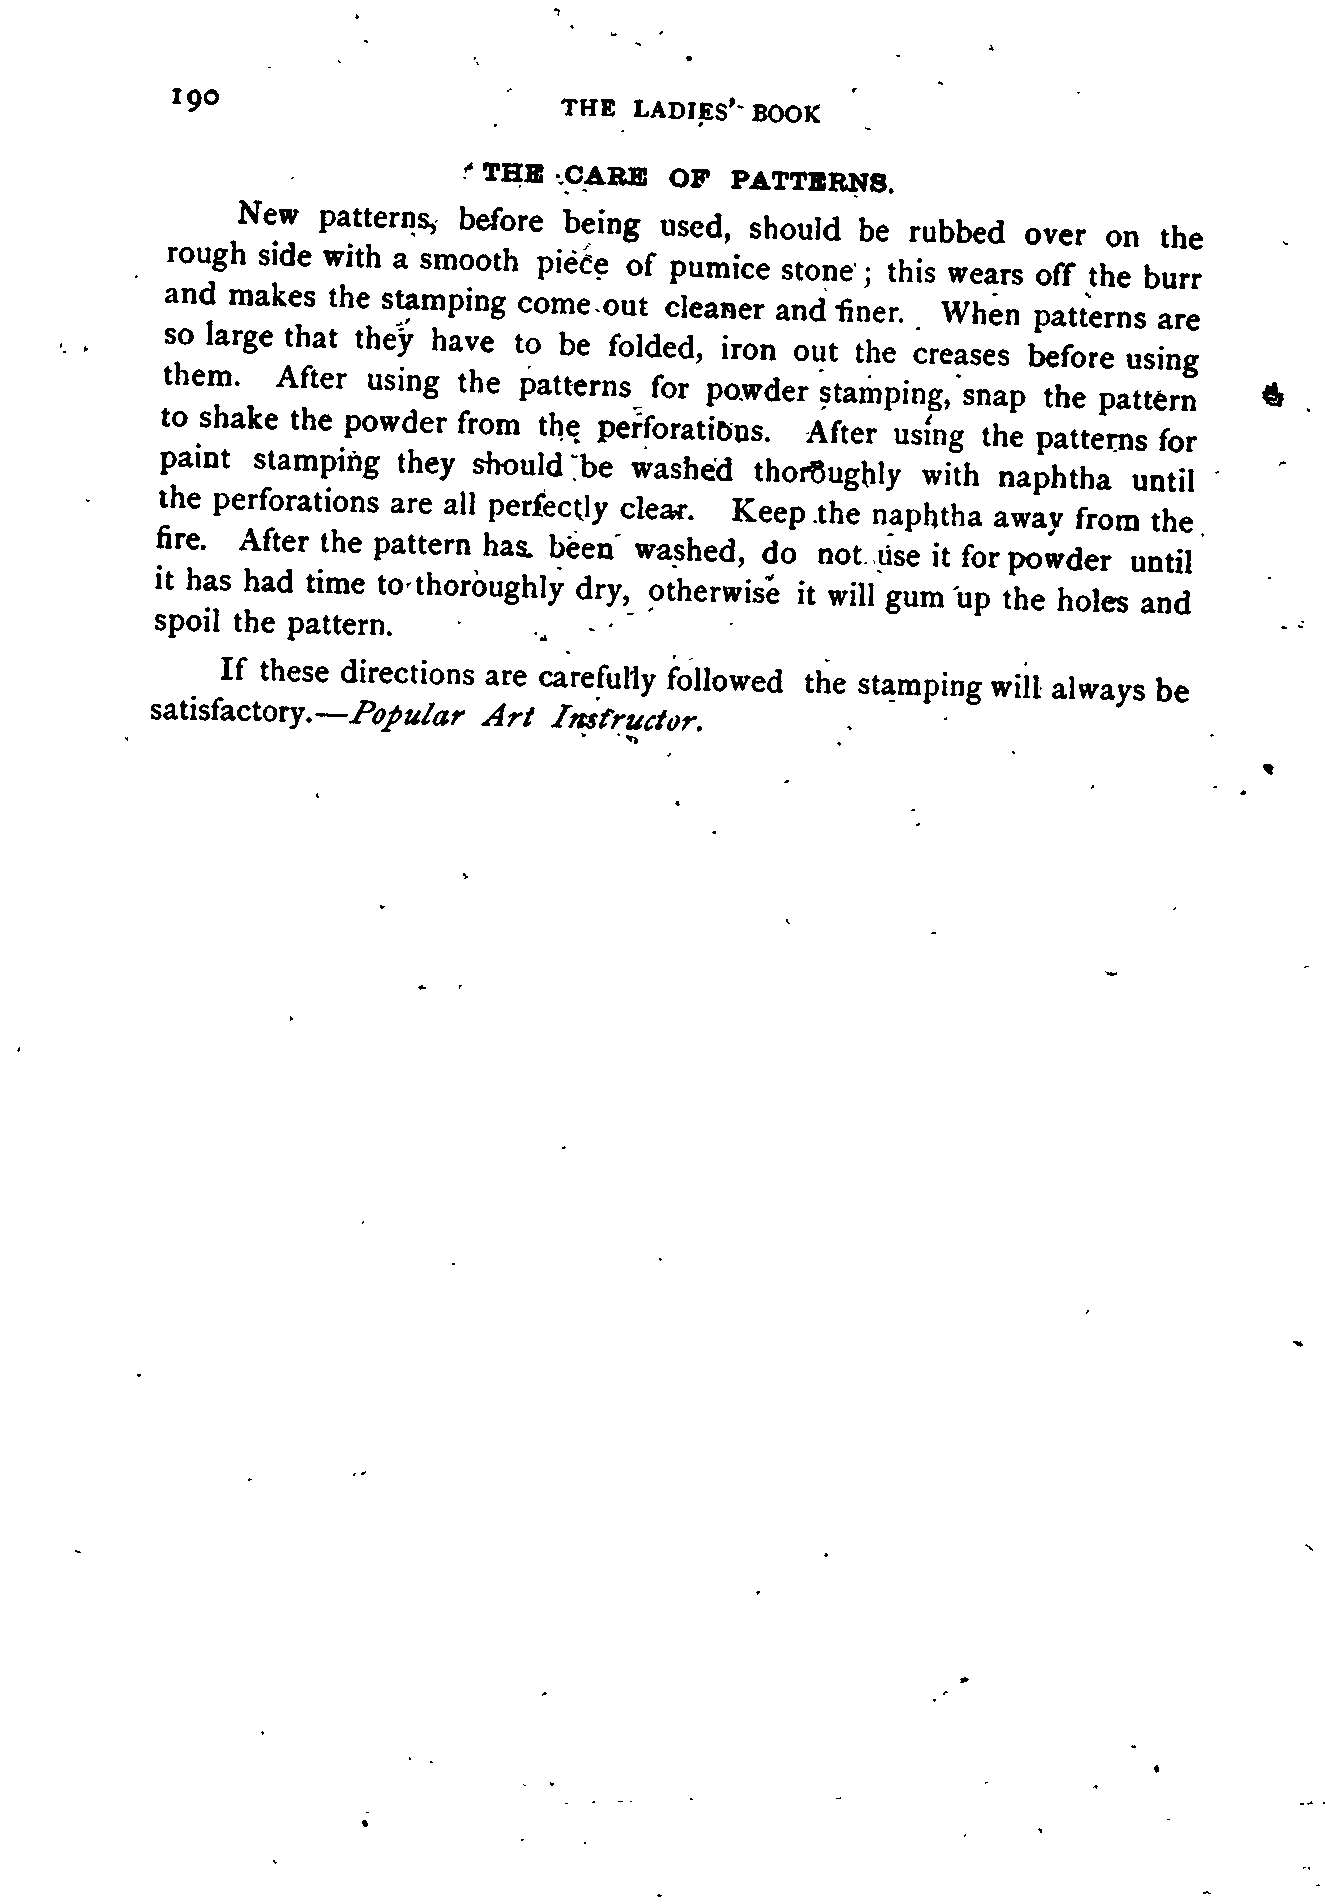 190
THE LADIES' BOOK
THE CARE OF PATTERNS.
New patterns, before being used, should be rubbed over on the
rough side with a smooth piece of pumice stone ; this wears off the burr
and makes the stamping come out cleaner and finer. When patterns are
so large that they have to be folded, iron out the creases before using
them. After using the patterns for powder stamping, snap the pattern
to shake the powder from the perforations. After using the patterns for
paint stamping they should be washed thoroughly with naphtha until
the perforations are all perfectly clear. Keep the naphtha away from the
fire. After the pattern has been washed, do not use it for powder until
it has had time to thoroughly dry, otherwise it will gum up the holes and
spoil the pattern.
If these directions are carefully followed the stamping will always be
satisfactory.—Popular Art Instructor.